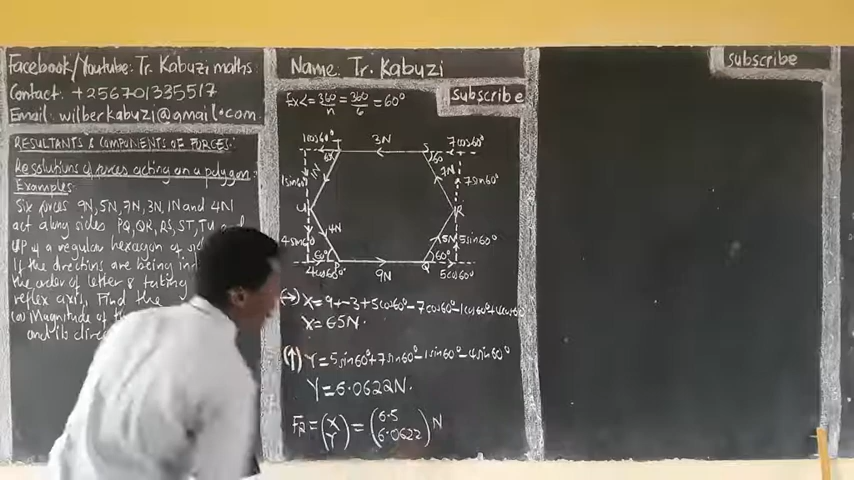 Facebook/Youtube: Tr. Kabuzi maths.
Contact: +256701335517
Email: wilberkabuzi@gmail.com
RESULTANTS & COMPONENTS OF FORCES:
Resolutions of forces acting on a polygon
Examples
Six forces 9N, 5N, 7N, 3N, 1N and 4N
act along sides PQ, QR, RS, ST, TU and
UP of a regular hexagon of
If the directions are being
the order of letter & taking
reflex axis. Find the
(a) Magnitude of
and its
Name: Tr. Kabuzi
subscribe
Ex< = 360/n = 360/6 = 60°
1cos60° T 3N S 7cos60°
60 60
1sin60 1N 7N 7sin60°
U R
4sin60 4N 5N 5sin60°
60° P Q 60°
4cos60° 9N 5cos60°
(→) X = 9+-3+5cos60°-7cos60°-1cos60°+4cos60°
X = 65N.
(↑) Y = 5sin60°+7sin60°-1sin60°-4sin60°
Y = 6.0622N.
FR = (X Y) = (6.5 6.0622) N
subscribe